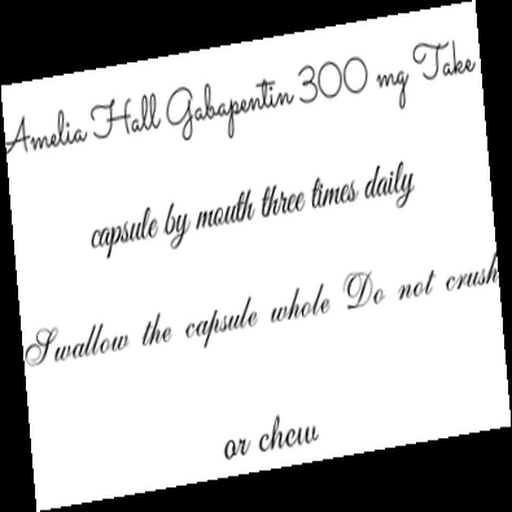 Amelia Hall Gabapentin 300 mg Take
capsule by mouth three times daily
Swallow the capsule whole Do not crush
or chew